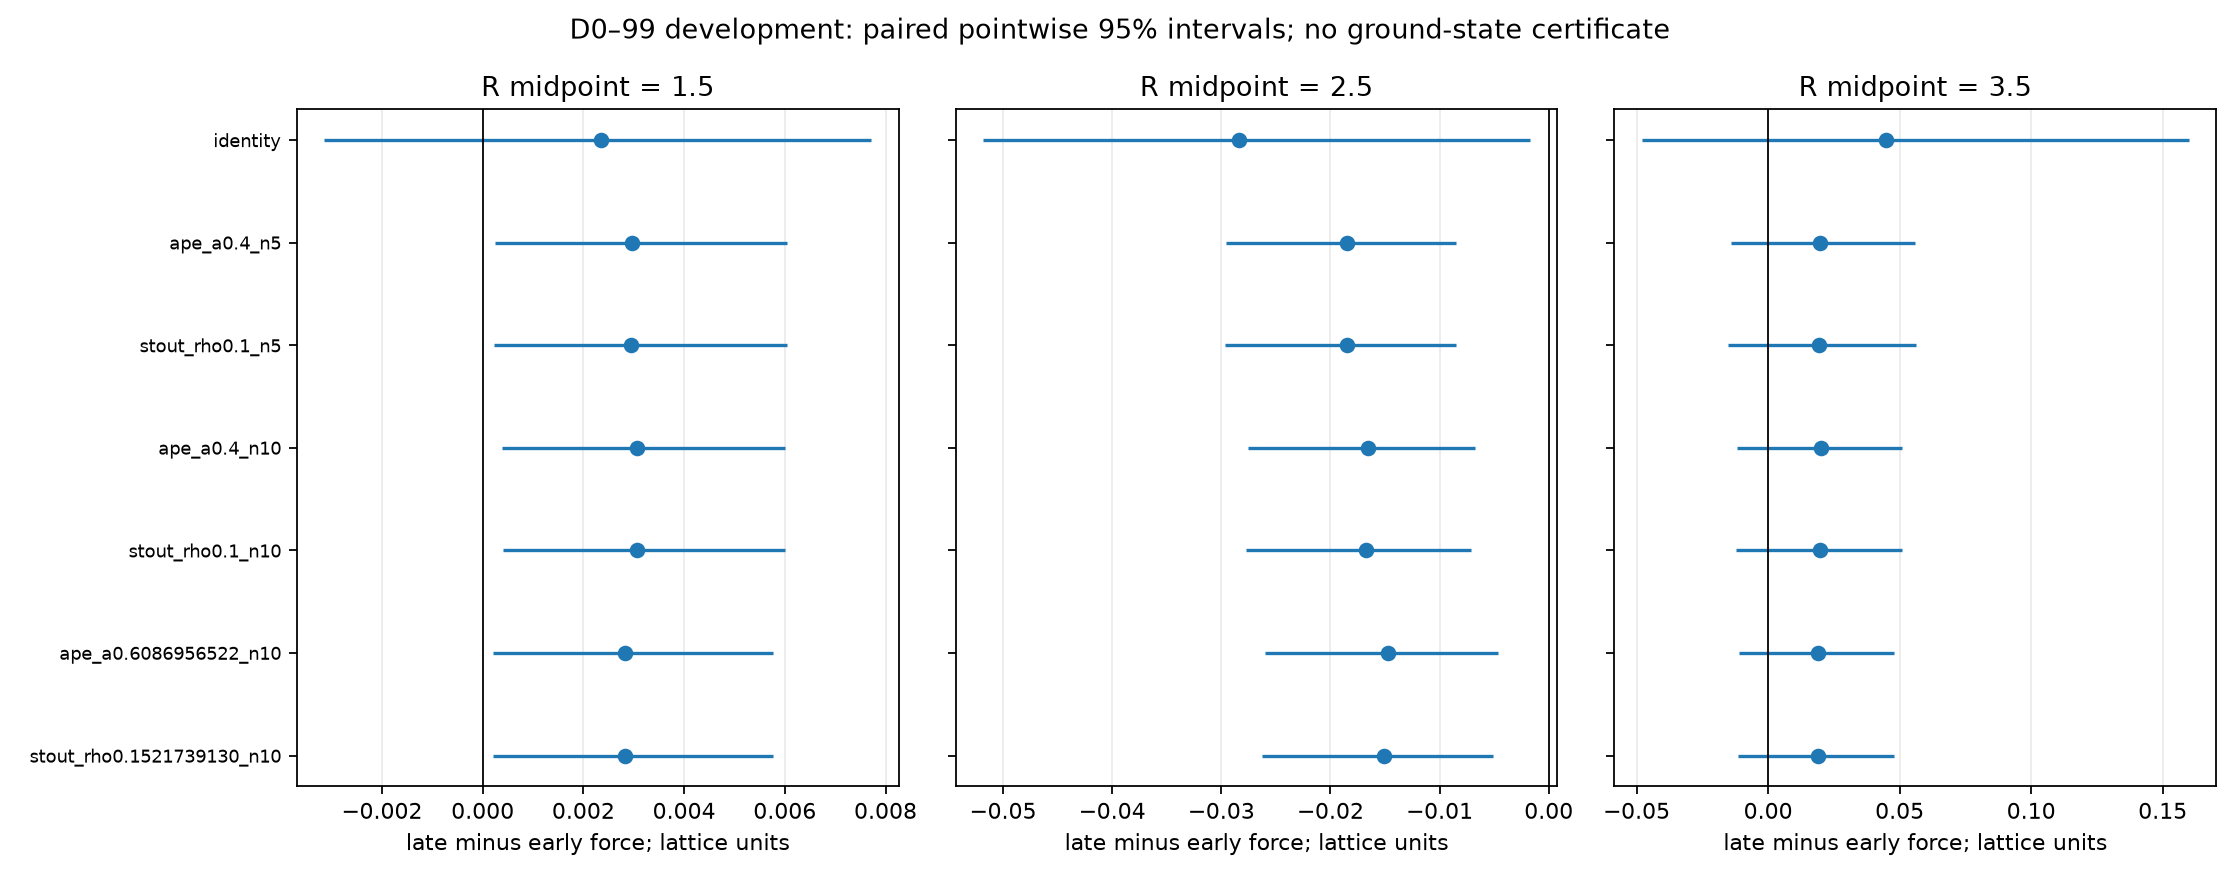 D0–99 development: paired pointwise 95% intervals; no ground-state certificate
R midpoint = 1.5
R midpoint = 2.5
R midpoint = 3.5
identity
ape_a0.4_n5
stout_rho0.1_n5
ape_a0.4_n10
stout_rho0.1_n10
ape_a0.6086956522_n10
stout_rho0.1521739130_n10
−0.002 0.000 0.002 0.004 0.006 0.008
−0.05 −0.04 −0.03 −0.02 −0.01 0.00
−0.05 0.00 0.05 0.10 0.15
late minus early force; lattice units
late minus early force; lattice units
late minus early force; lattice units